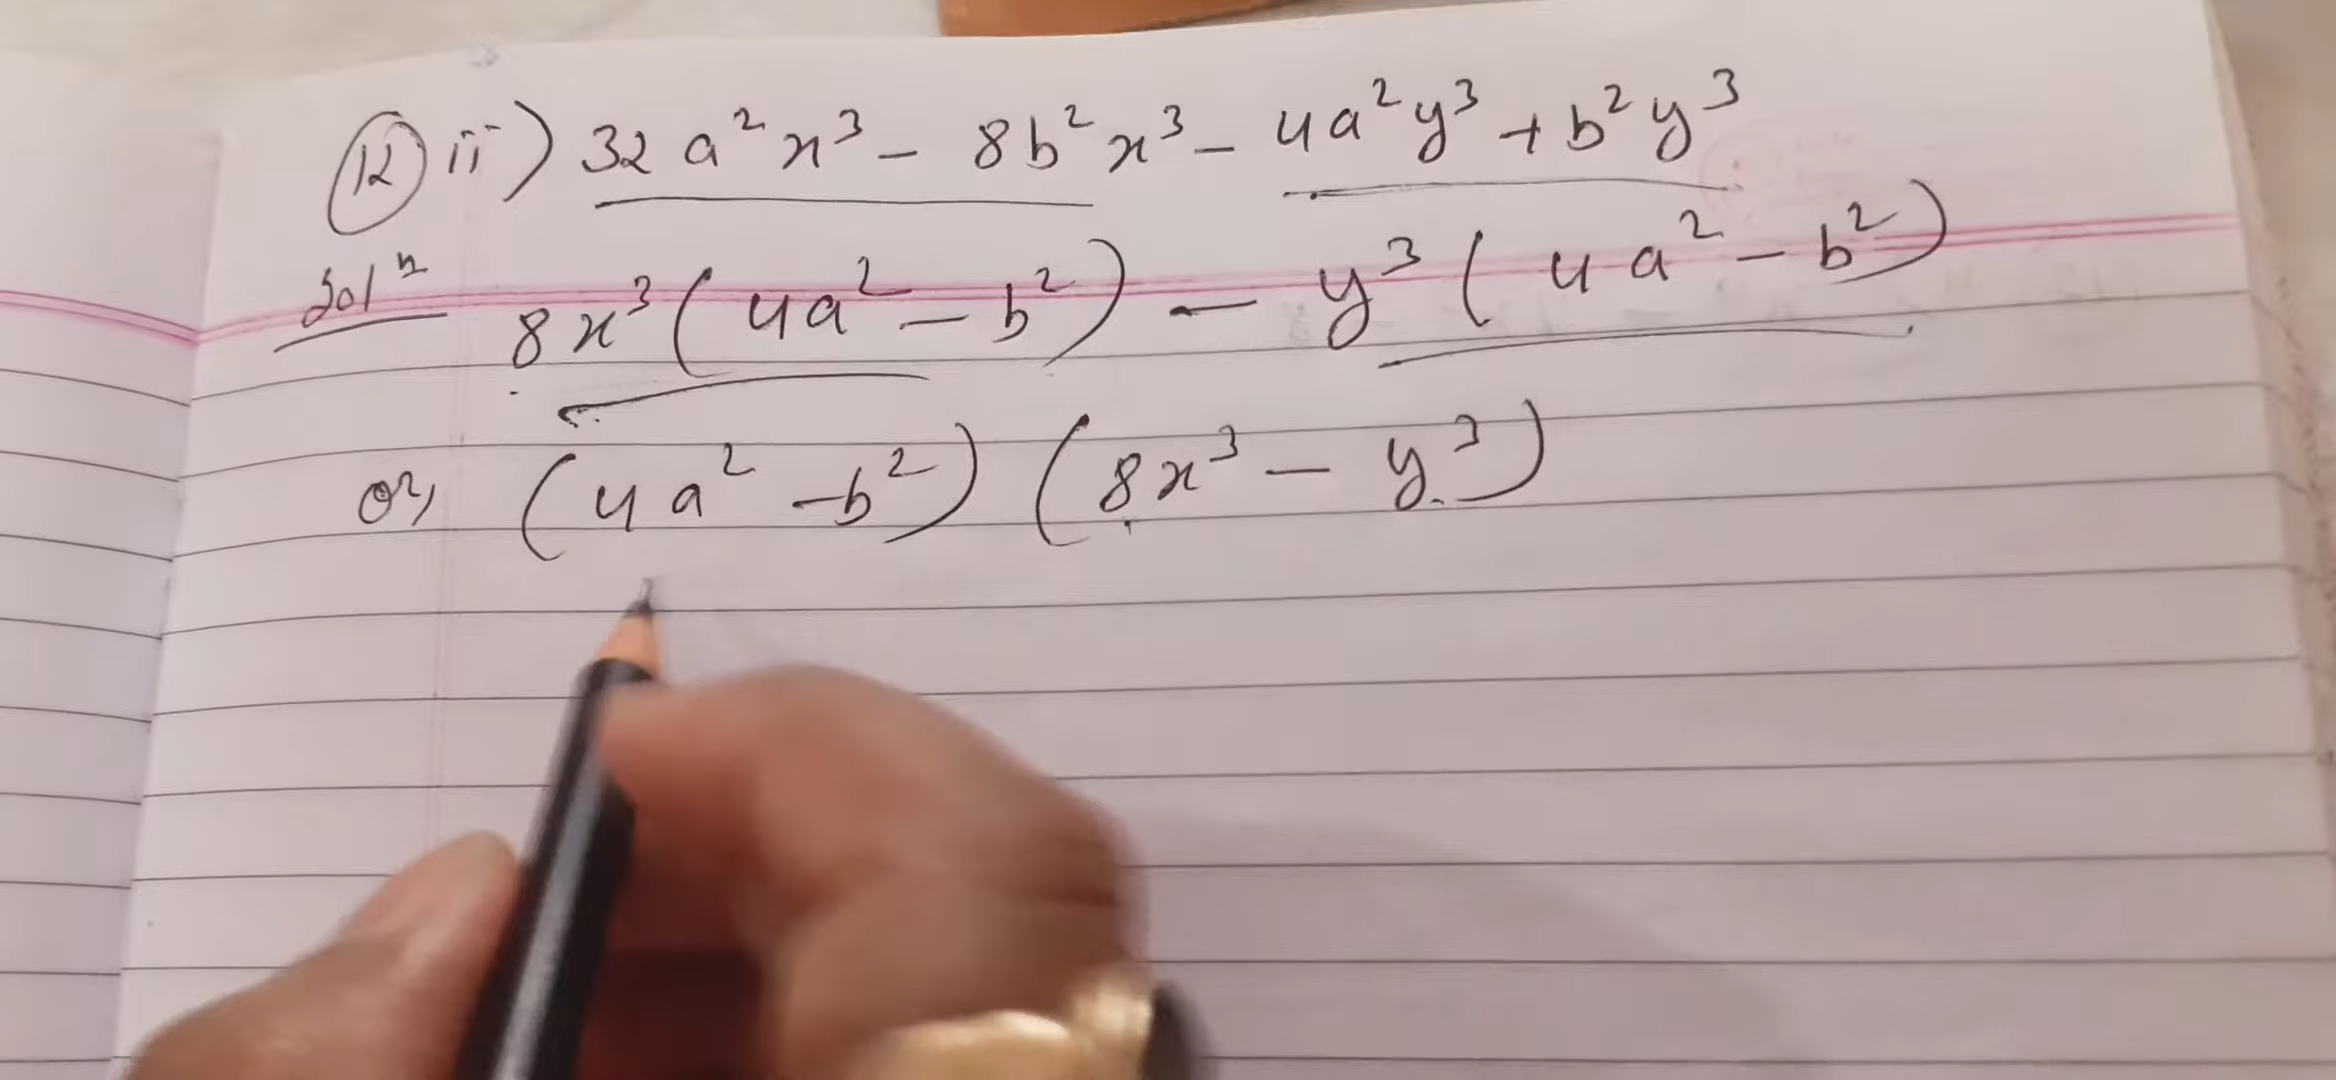 12 ii) 32a²x³ - 8b²x³ - 4a²y³ + b²y³
Solⁿ 8x³(4a² - b²) - y³(4a² - b²)
or, (4a² - b²)(8x³ - y³)